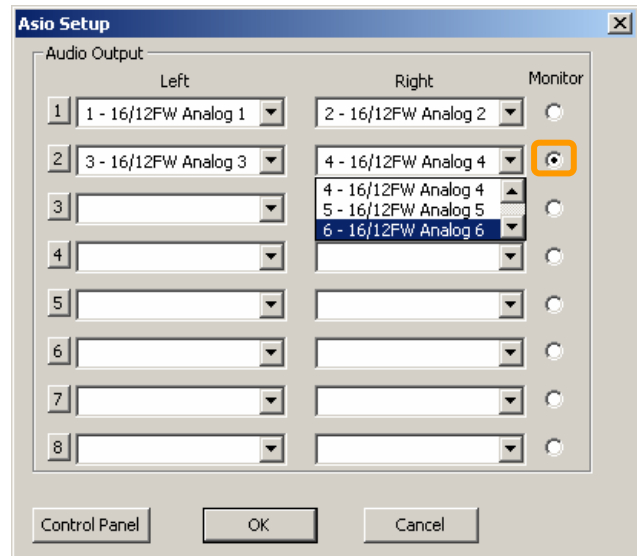 Asio Setup
Audio Output
Left Right Monitor
1 1 - 16/12FW Analog 1 2 - 16/12FW Analog 2
2 3 - 16/12FW Analog 3 4 - 16/12FW Analog 4
4 - 16/12FW Analog 4
3 5 - 16/12FW Analog 5
6 - 16/12FW Analog 6
4
5
6
7
8
Control Panel OK Cancel